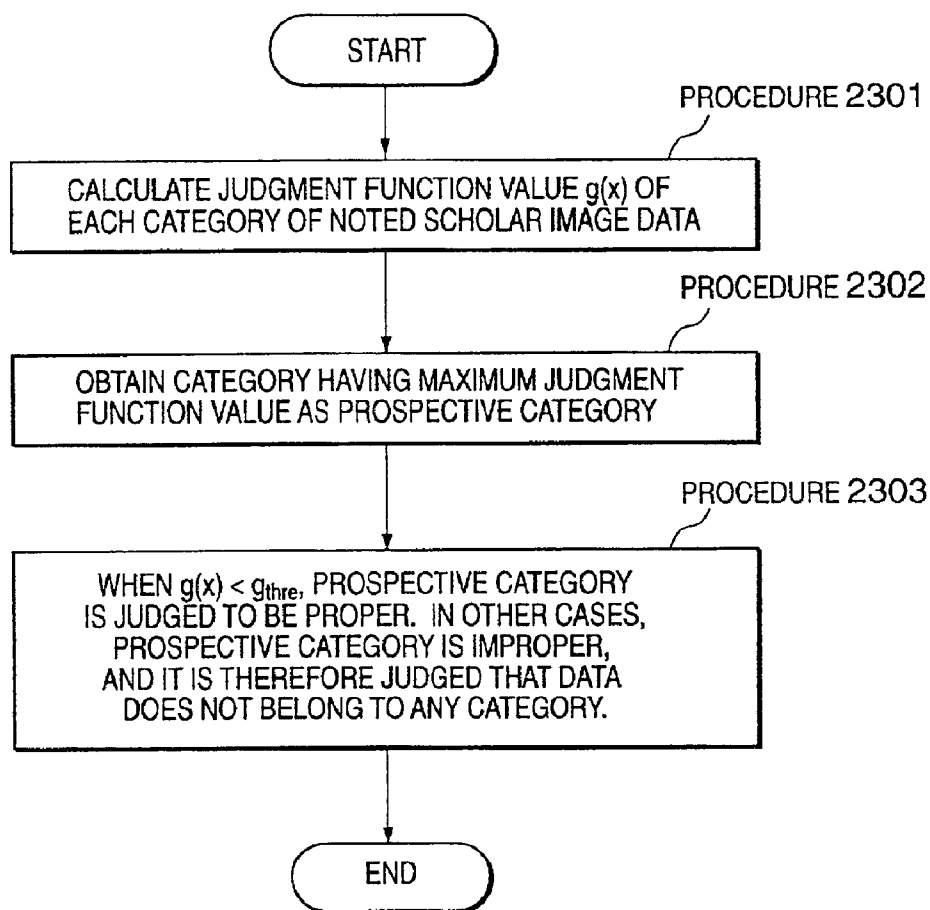 START
PROCEDURE 2301
CALCULATE JUDGMENT FUNCTION VALUE g(x) OF
EACH CATEGORY OF NOTED SCHOLAR IMAGE DATA
PROCEDURE 2302
OBTAIN CATEGORY HAVING MAXIMUM JUDGMENT
FUNCTION VALUE AS PROSPECTIVE CATEGORY
PROCEDURE 2303
WHEN g(x) < gthre, PROSPECTIVE CATEGORY
IS JUDGED TO BE PROPER. IN OTHER CASES,
PROSPECTIVE CATEGORY IS IMPROPER,
AND IT IS THEREFORE JUDGED THAT DATA
DOES NOT BELONG TO ANY CATEGORY.
END